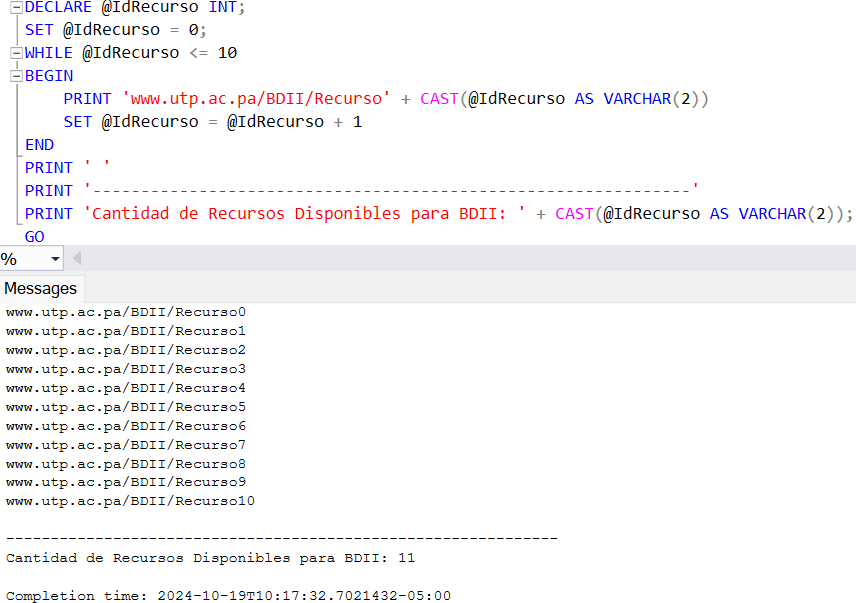 DECLARE @IdRecurso INT;
SET @IdRecurso = 0;
WHILE @IdRecurso <= 10
BEGIN
    PRINT 'www.utp.ac.pa/BDII/Recurso' + CAST(@IdRecurso AS VARCHAR(2))
    SET @IdRecurso = @IdRecurso + 1
END
PRINT ' '
PRINT '--------------------------------------------------------------'
PRINT 'Cantidad de Recursos Disponibles para BDII: ' + CAST(@IdRecurso AS VARCHAR(2));
GO
%
Messages
www.utp.ac.pa/BDII/Recurso0
www.utp.ac.pa/BDII/Recurso1
www.utp.ac.pa/BDII/Recurso2
www.utp.ac.pa/BDII/Recurso3
www.utp.ac.pa/BDII/Recurso4
www.utp.ac.pa/BDII/Recurso5
www.utp.ac.pa/BDII/Recurso6
www.utp.ac.pa/BDII/Recurso7
www.utp.ac.pa/BDII/Recurso8
www.utp.ac.pa/BDII/Recurso9
www.utp.ac.pa/BDII/Recurso10
--------------------------------------------------------------
Cantidad de Recursos Disponibles para BDII: 11
Completion time: 2024-10-19T10:17:32.7021432-05:00